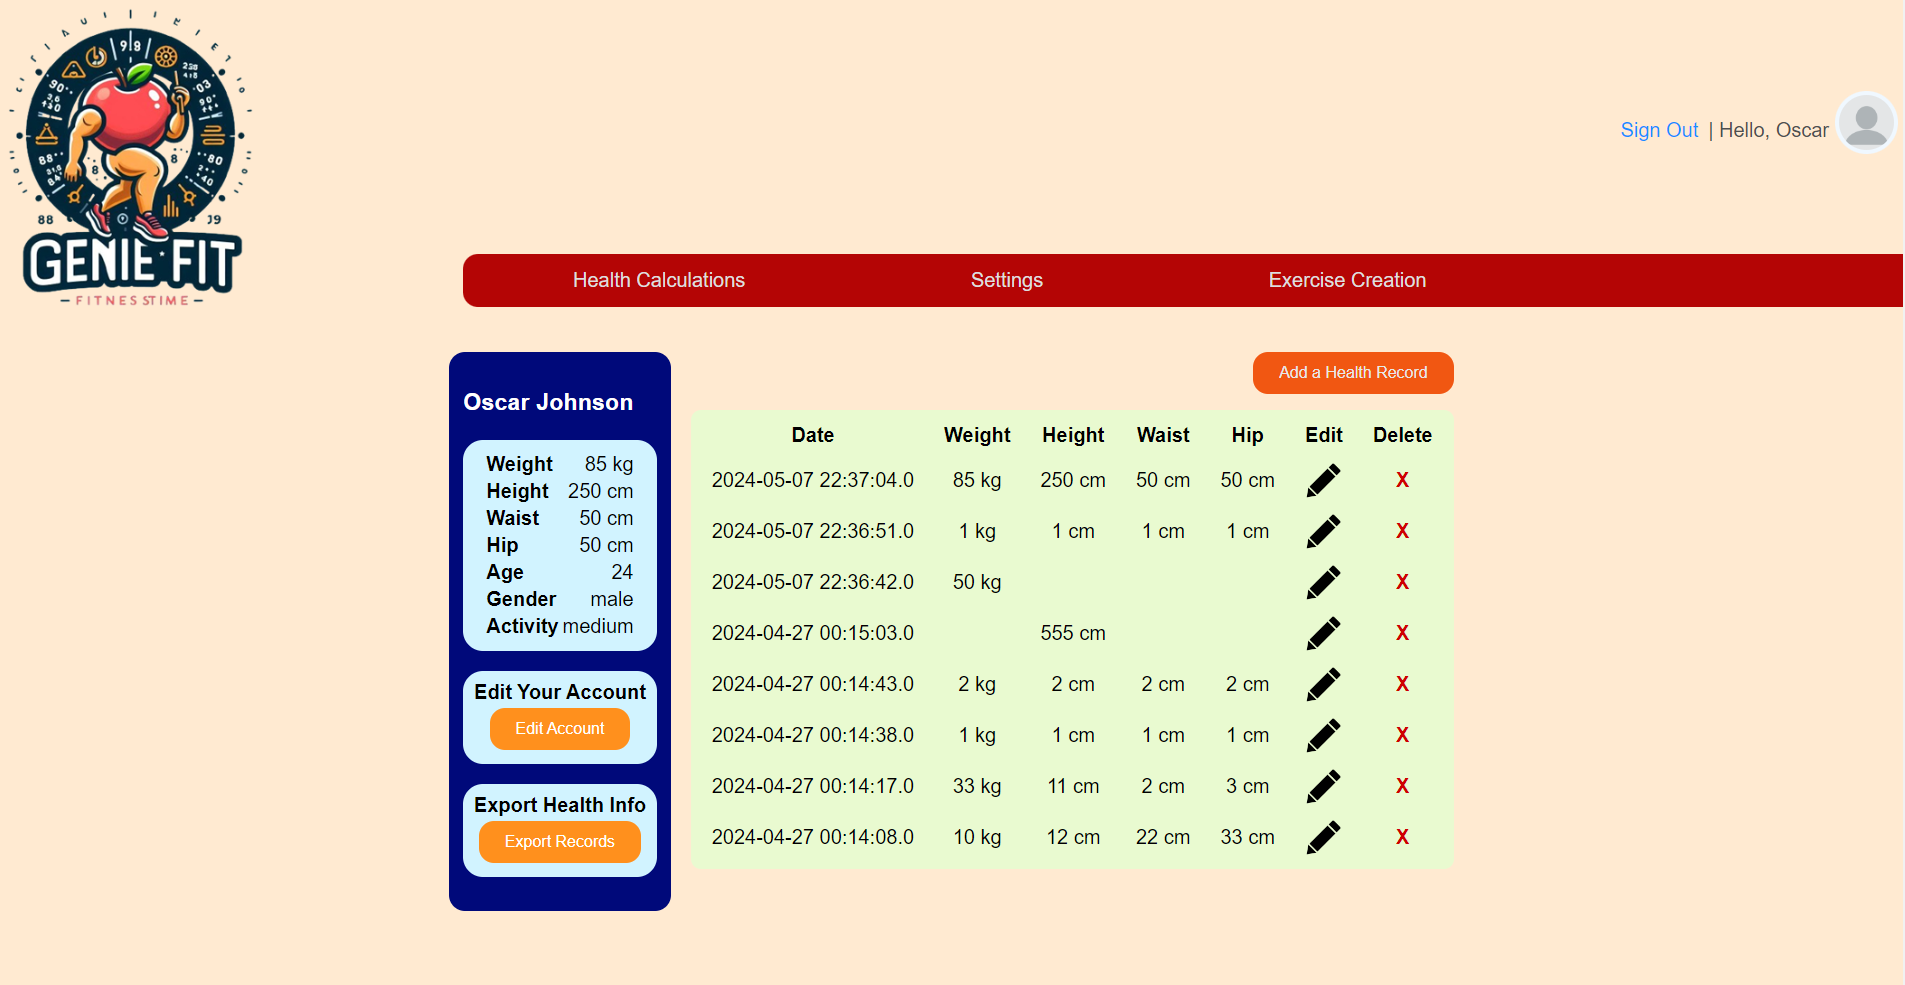 GENIE FIT
FITNESSTIME
Sign Out | Hello, Oscar
Health Calculations Settings Exercise Creation
Oscar Johnson
Weight 85 kg
Height 250 cm
Waist 50 cm
Hip 50 cm
Age 24
Gender male
Activity medium
Edit Your Account
Edit Account
Export Health Info
Export Records
Add a Health Record
Date Weight Height Waist Hip Edit Delete
2024-05-07 22:37:04.0 85 kg 250 cm 50 cm 50 cm X
2024-05-07 22:36:51.0 1 kg 1 cm 1 cm 1 cm X
2024-05-07 22:36:42.0 50 kg X
2024-04-27 00:15:03.0 555 cm X
2024-04-27 00:14:43.0 2 kg 2 cm 2 cm 2 cm X
2024-04-27 00:14:38.0 1 kg 1 cm 1 cm 1 cm X
2024-04-27 00:14:17.0 33 kg 11 cm 2 cm 3 cm X
2024-04-27 00:14:08.0 10 kg 12 cm 22 cm 33 cm X